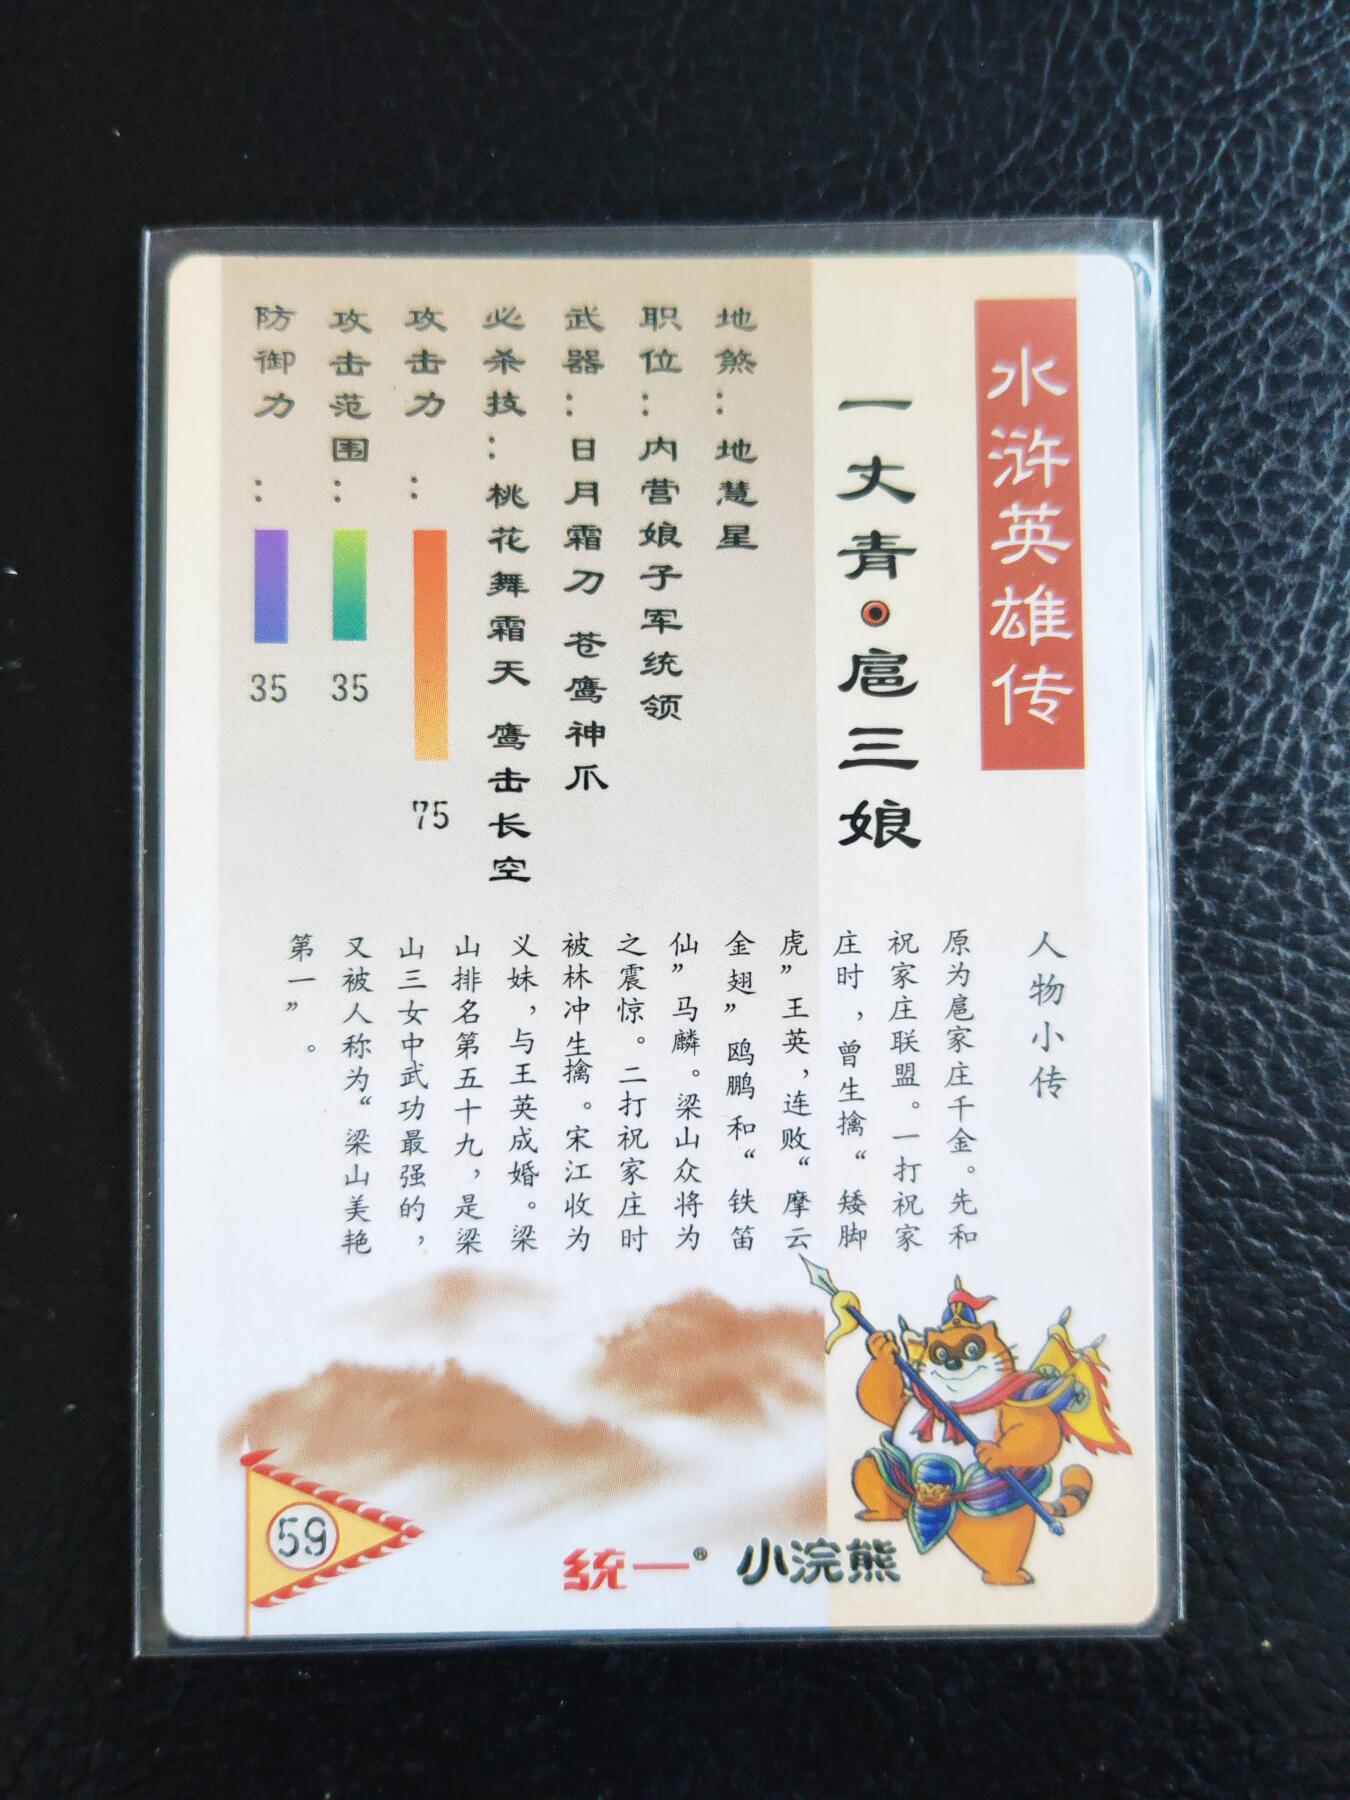 水浒英雄传
一丈青·扈三娘
地煞：地慧星
职位：内营娘子军统领
武器：日月霜刀 苍鹰神爪
必杀技：桃花舞霜天 鹰击长空
攻击力：75
攻击范围：35
防御力：35
人物小传
原为扈家庄千金。先和
祝家庄联盟。一打祝家
庄时，曾生擒“矮脚
虎”王英，连败“摩云
金翅”鸥鹏和“铁笛
仙”马麟。梁山众将为
之震惊。二打祝家庄时
被林冲生擒。宋江收为
义妹，与王英成婚。梁
山排名第五十九，是梁
山三女中武功最强的，
又被人称为“梁山美艳
第一”。
59
统一® 小浣熊